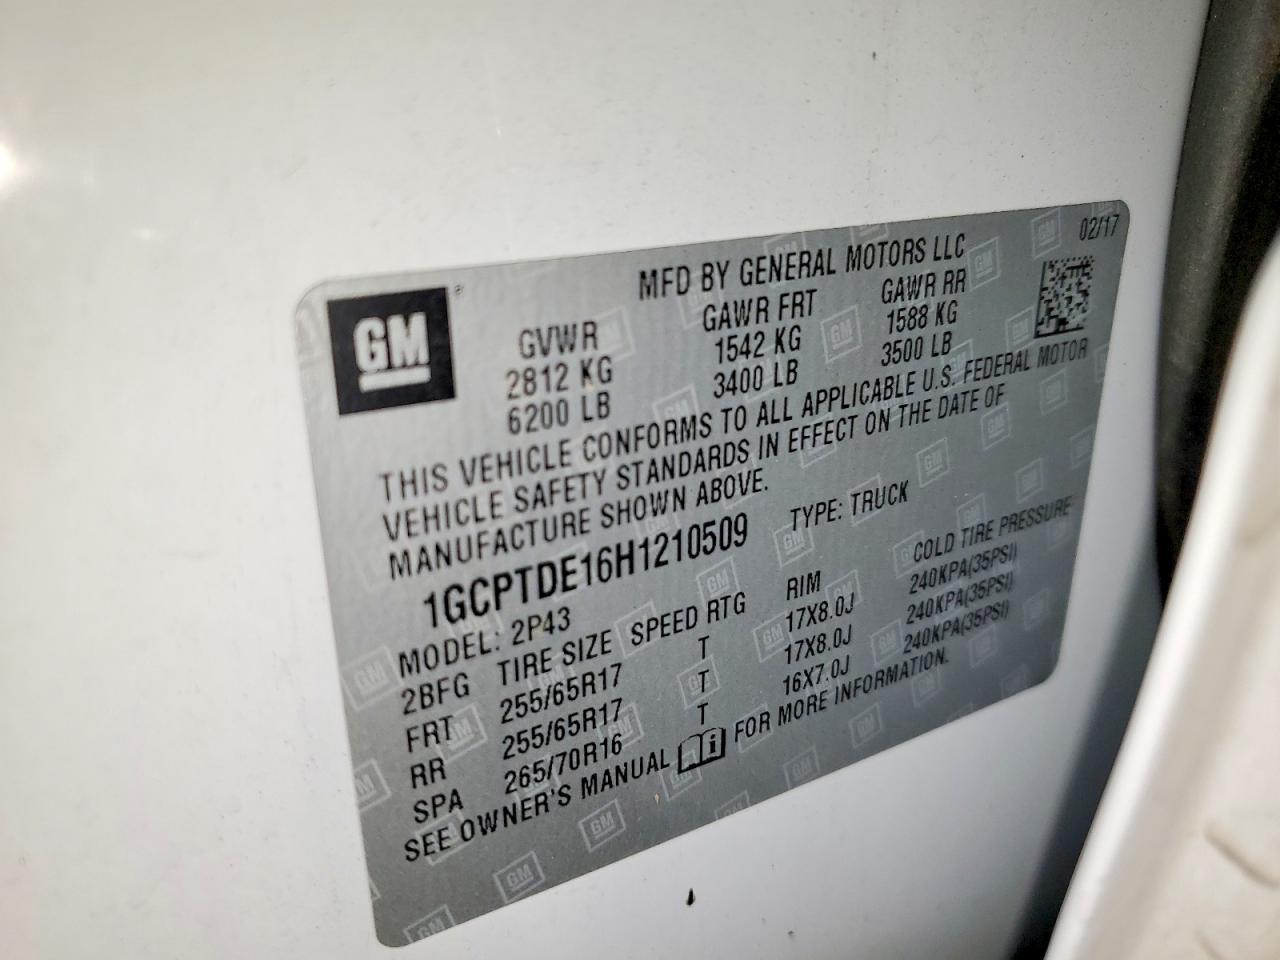 02/17
MFD BY GENERAL MOTORS LLC
GM
GVWR GAWR FRT GAWR RR
2812 KG 1542 KG 1588 KG
6200 LB 3400 LB 3500 LB
THIS VEHICLE CONFORMS TO ALL APPLICABLE U.S. FEDERAL MOTOR
VEHICLE SAFETY STANDARDS IN EFFECT ON THE DATE OF
MANUFACTURE SHOWN ABOVE.
1GCPTDE16H1210509 TYPE: TRUCK
MODEL: 2P43
2BFG TIRE SIZE SPEED RTG RIM COLD TIRE PRESSURE
FRT 255/65R17 T 17X8.0J 240KPA(35PSI)
RR 255/65R17 T 17X8.0J 240KPA(35PSI)
SPA 265/70R16 T 16X7.0J 240KPA(35PSI)
SEE OWNER'S MANUAL FOR MORE INFORMATION.